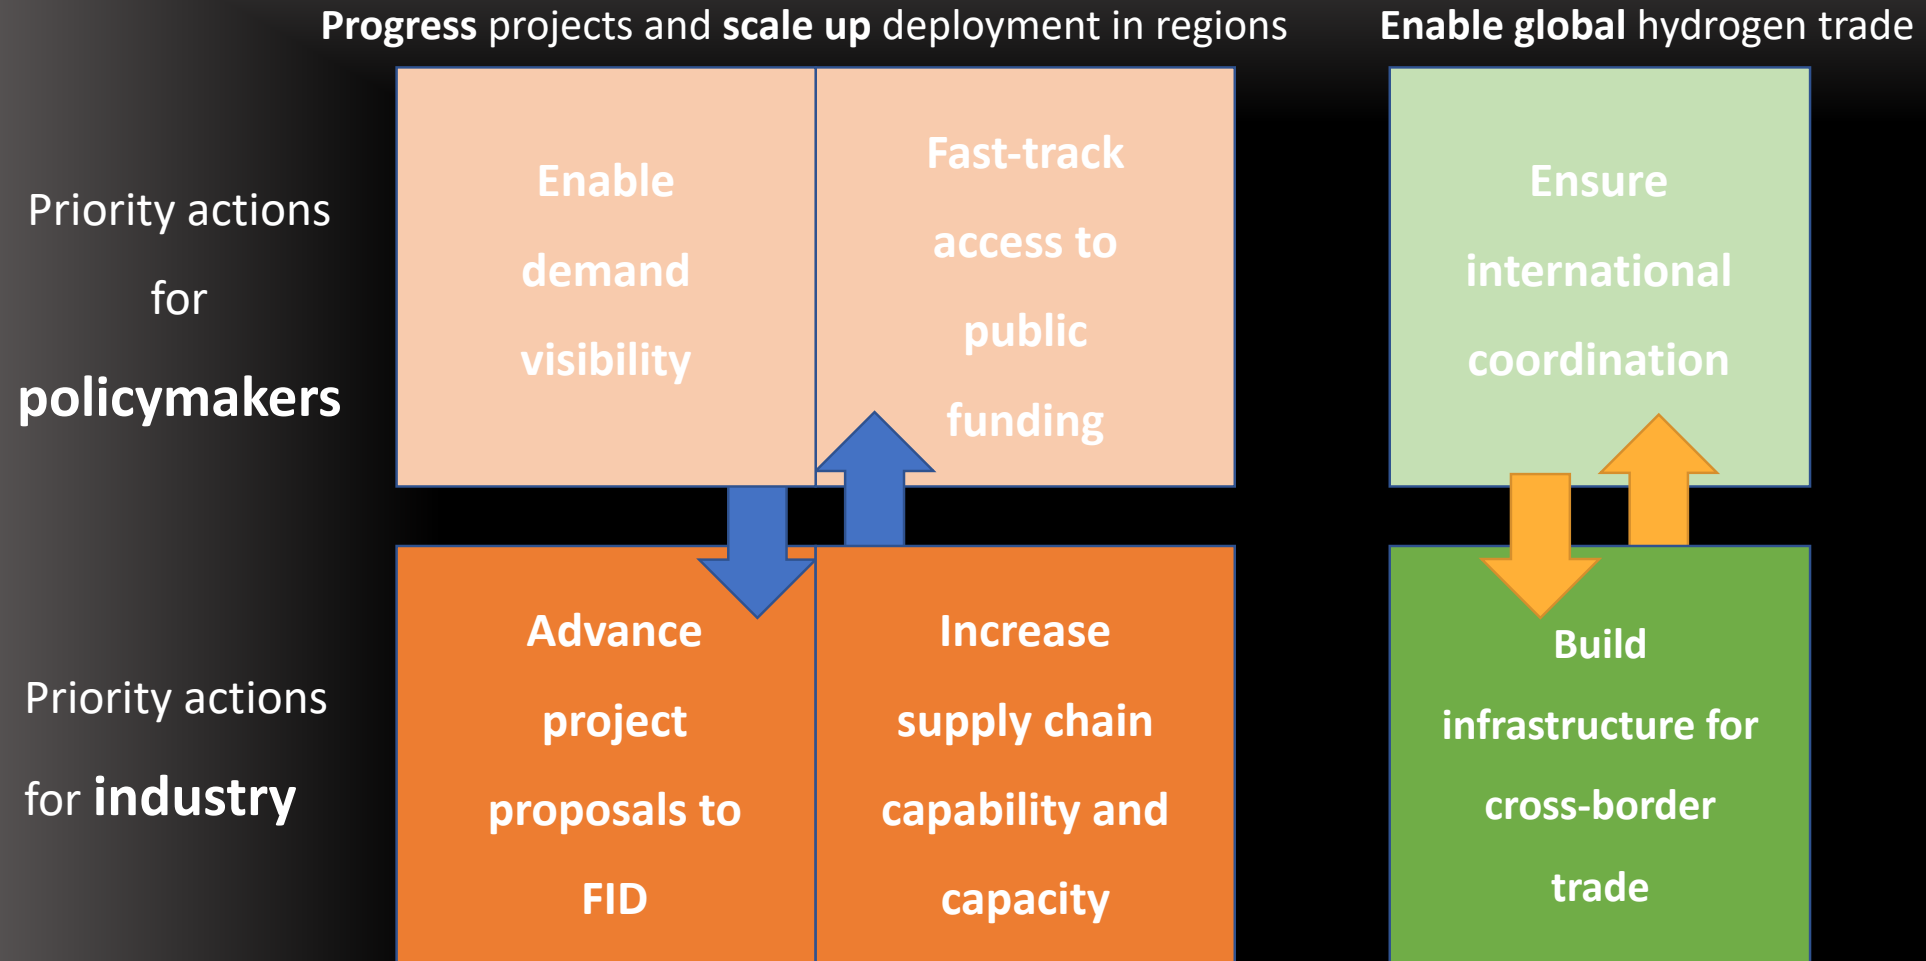 Progress projects and scale up deployment in regions
Enable global hydrogen trade
Priority actions
for
policymakers
Enable
demand
visibility
Fast-track
access to
public
funding
Ensure
international
coordination
Priority actions
for industry
Advance
project
proposals to
FID
Increase
supply chain
capability and
capacity
Build
infrastructure for
cross-border
trade